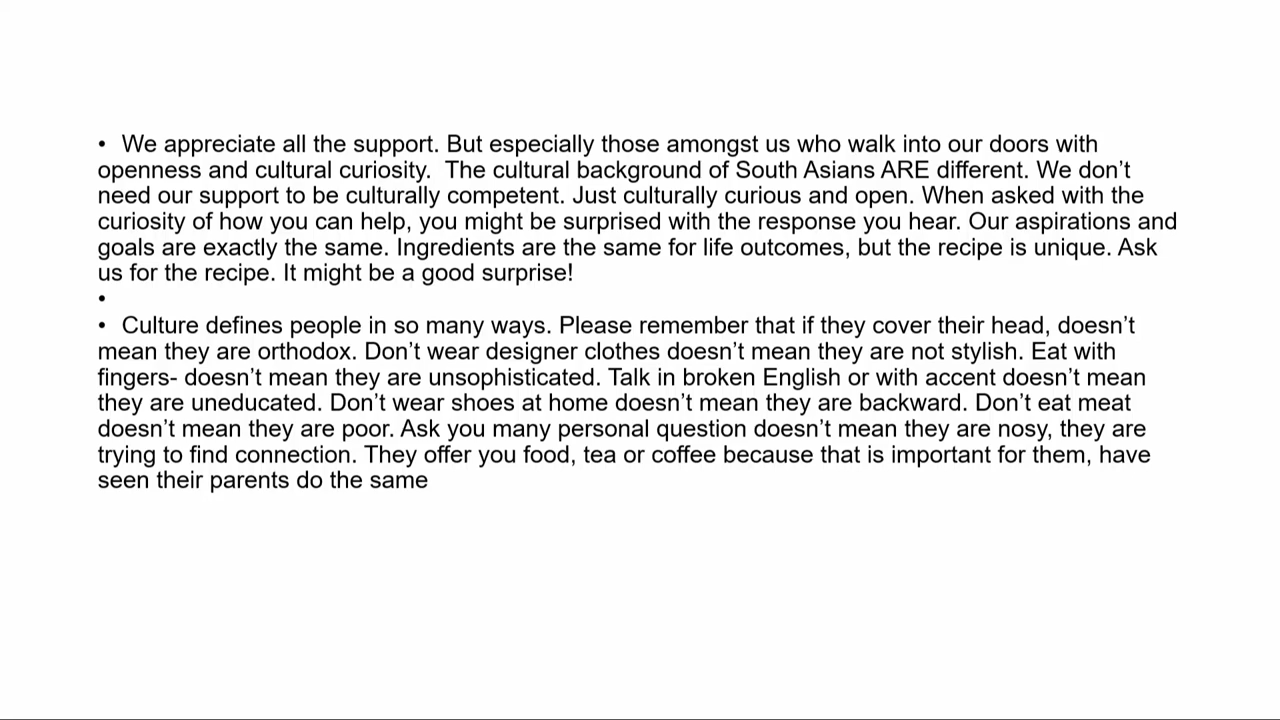 • We appreciate all the support. But especially those amongst us who walk into our doors with
openness and cultural curiosity.  The cultural background of South Asians ARE different. We don’t
need our support to be culturally competent. Just culturally curious and open. When asked with the
curiosity of how you can help, you might be surprised with the response you hear. Our aspirations and
goals are exactly the same. Ingredients are the same for life outcomes, but the recipe is unique. Ask
us for the recipe. It might be a good surprise!
•
• Culture defines people in so many ways. Please remember that if they cover their head, doesn’t
mean they are orthodox. Don’t wear designer clothes doesn’t mean they are not stylish. Eat with
fingers- doesn’t mean they are unsophisticated. Talk in broken English or with accent doesn’t mean
they are uneducated. Don’t wear shoes at home doesn’t mean they are backward. Don’t eat meat
doesn’t mean they are poor. Ask you many personal question doesn’t mean they are nosy, they are
trying to find connection. They offer you food, tea or coffee because that is important for them, have
seen their parents do the same